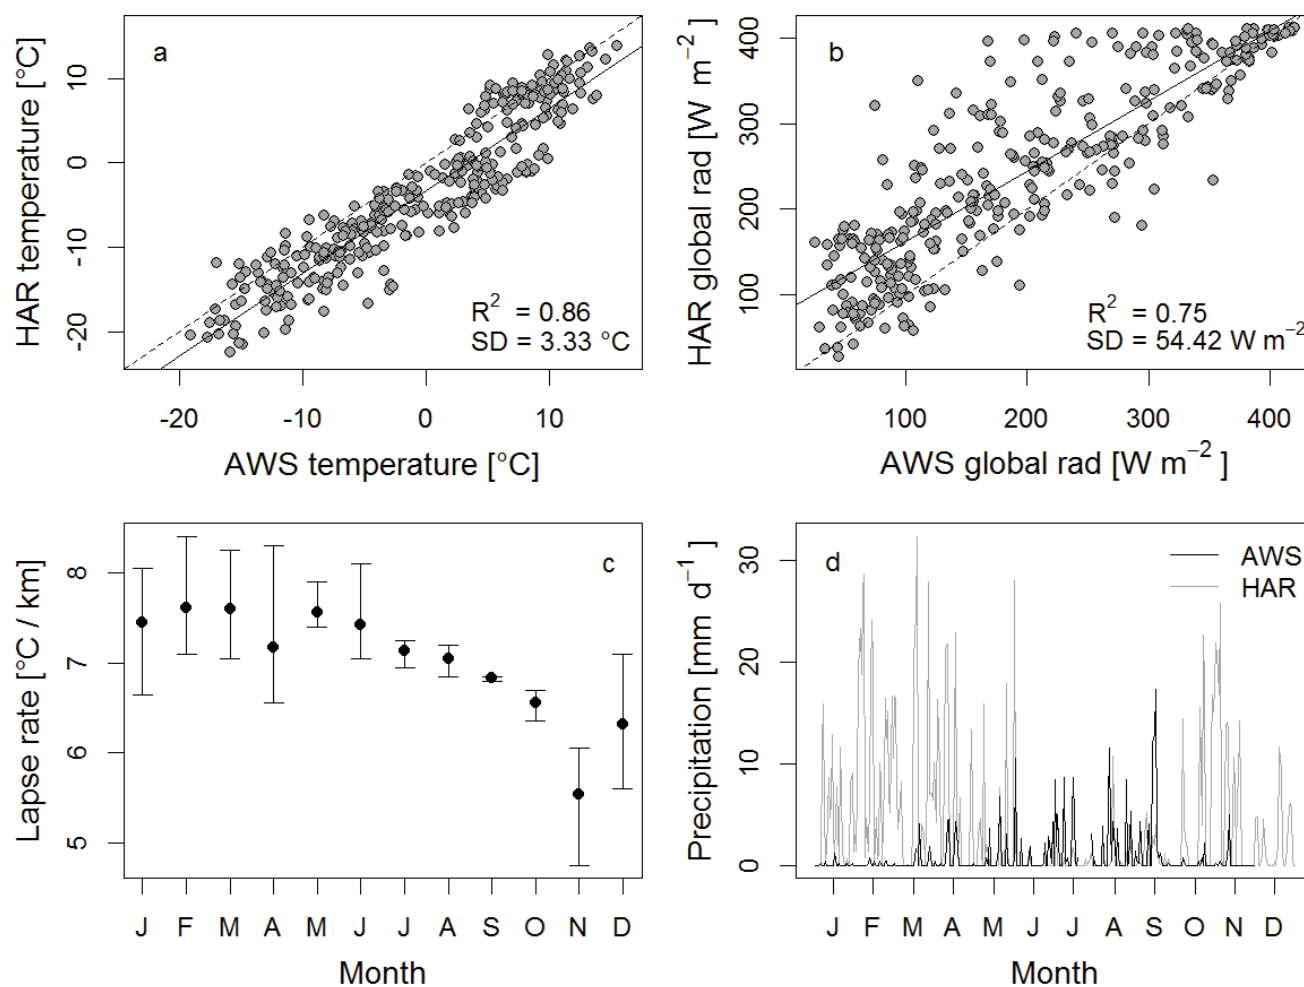 a
HAR temperature [°C]
10
0
-10
-20
R² = 0.86
SD = 3.33 °C
-20 -10 0 10
AWS temperature [°C]
b
HAR global rad [W m⁻²]
400
300
200
100
R² = 0.75
SD = 54.42 W m⁻²
100 200 300 400
AWS global rad [W m⁻² ]
c
Lapse rate [°C / km]
8
7
6
5
J F M A M J J A S O N D
Month
d
AWS
HAR
Precipitation [mm d⁻¹ ]
30
20
10
0
J F M A M J J A S O N D
Month